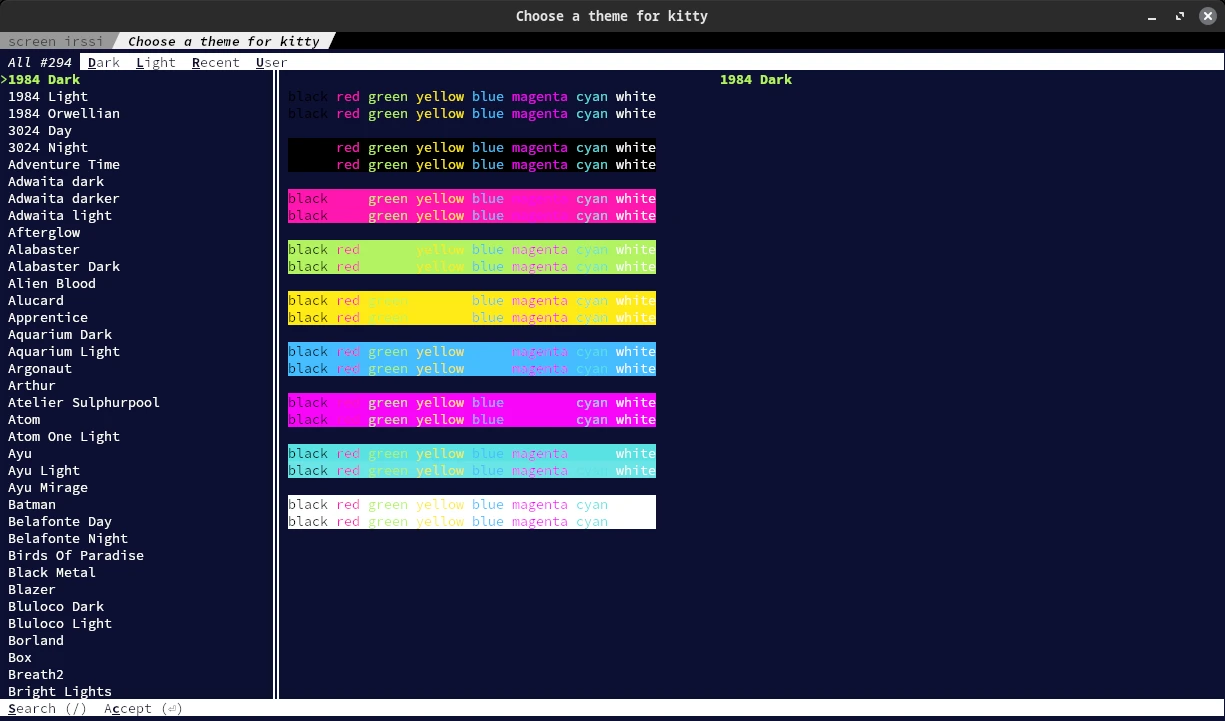 Choose a theme for kitty
screen irssi Choose a theme for kitty
All #294 Dark Light Recent User
>1984 Dark
1984 Light
1984 Orwellian
3024 Day
3024 Night
Adventure Time
Adwaita dark
Adwaita darker
Adwaita light
Afterglow
Alabaster
Alabaster Dark
Alien Blood
Alucard
Apprentice
Aquarium Dark
Aquarium Light
Argonaut
Arthur
Atelier Sulphurpool
Atom
Atom One Light
Ayu
Ayu Light
Ayu Mirage
Batman
Belafonte Day
Belafonte Night
Birds Of Paradise
Black Metal
Blazer
Bluloco Dark
Bluloco Light
Borland
Box
Breath2
Bright Lights
1984 Dark
black red green yellow blue magenta cyan white
black red green yellow blue magenta cyan white
red green yellow blue magenta cyan white
red green yellow blue magenta cyan white
black green yellow blue magenta cyan white
black green yellow blue magenta cyan white
black red yellow blue magenta cyan white
black red yellow blue magenta cyan white
black red green blue magenta cyan white
black red green blue magenta cyan white
black red green yellow magenta cyan white
black red green yellow magenta cyan white
black green yellow blue cyan white
black green yellow blue cyan white
black red green yellow blue magenta white
black red green yellow blue magenta white
black red green yellow blue magenta cyan
black red green yellow blue magenta cyan
Search (/) Accept (⏎)